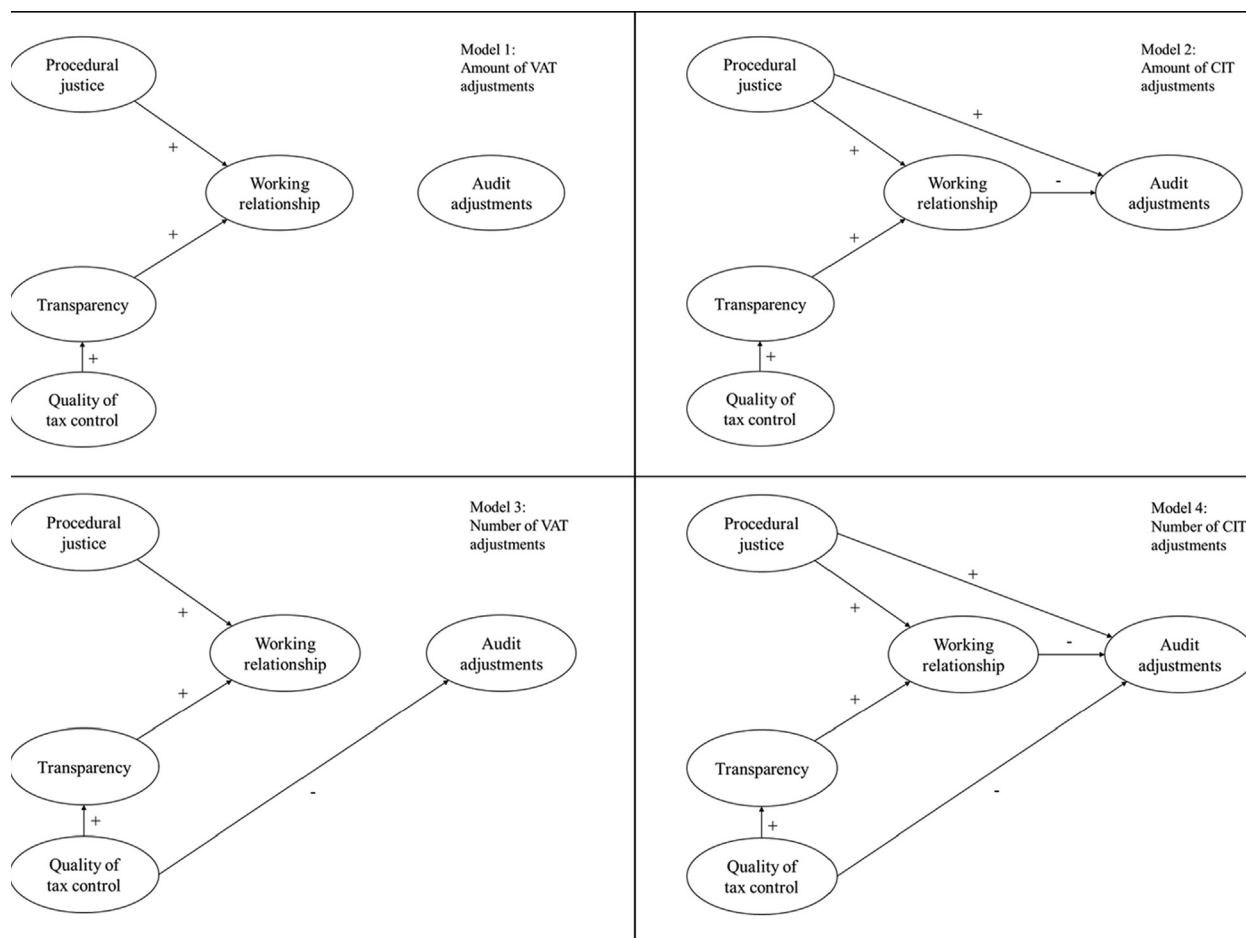 Procedural
justice
Model 1:
Amount of VAT
adjustments
+
Working
relationship
Audit
adjustments
+
Transparency
+
Quality of
tax control
Procedural
justice
Model 2:
Amount of CIT
adjustments
+
+
Working
relationship
-
Audit
adjustments
+
Transparency
+
Quality of
tax control
Procedural
justice
Model 3:
Number of VAT
adjustments
+
Working
relationship
Audit
adjustments
+
Transparency
-
+
Quality of
tax control
Procedural
justice
Model 4:
Number of CIT
adjustments
+
+
Working
relationship
-
Audit
adjustments
+
Transparency
-
+
Quality of
tax control